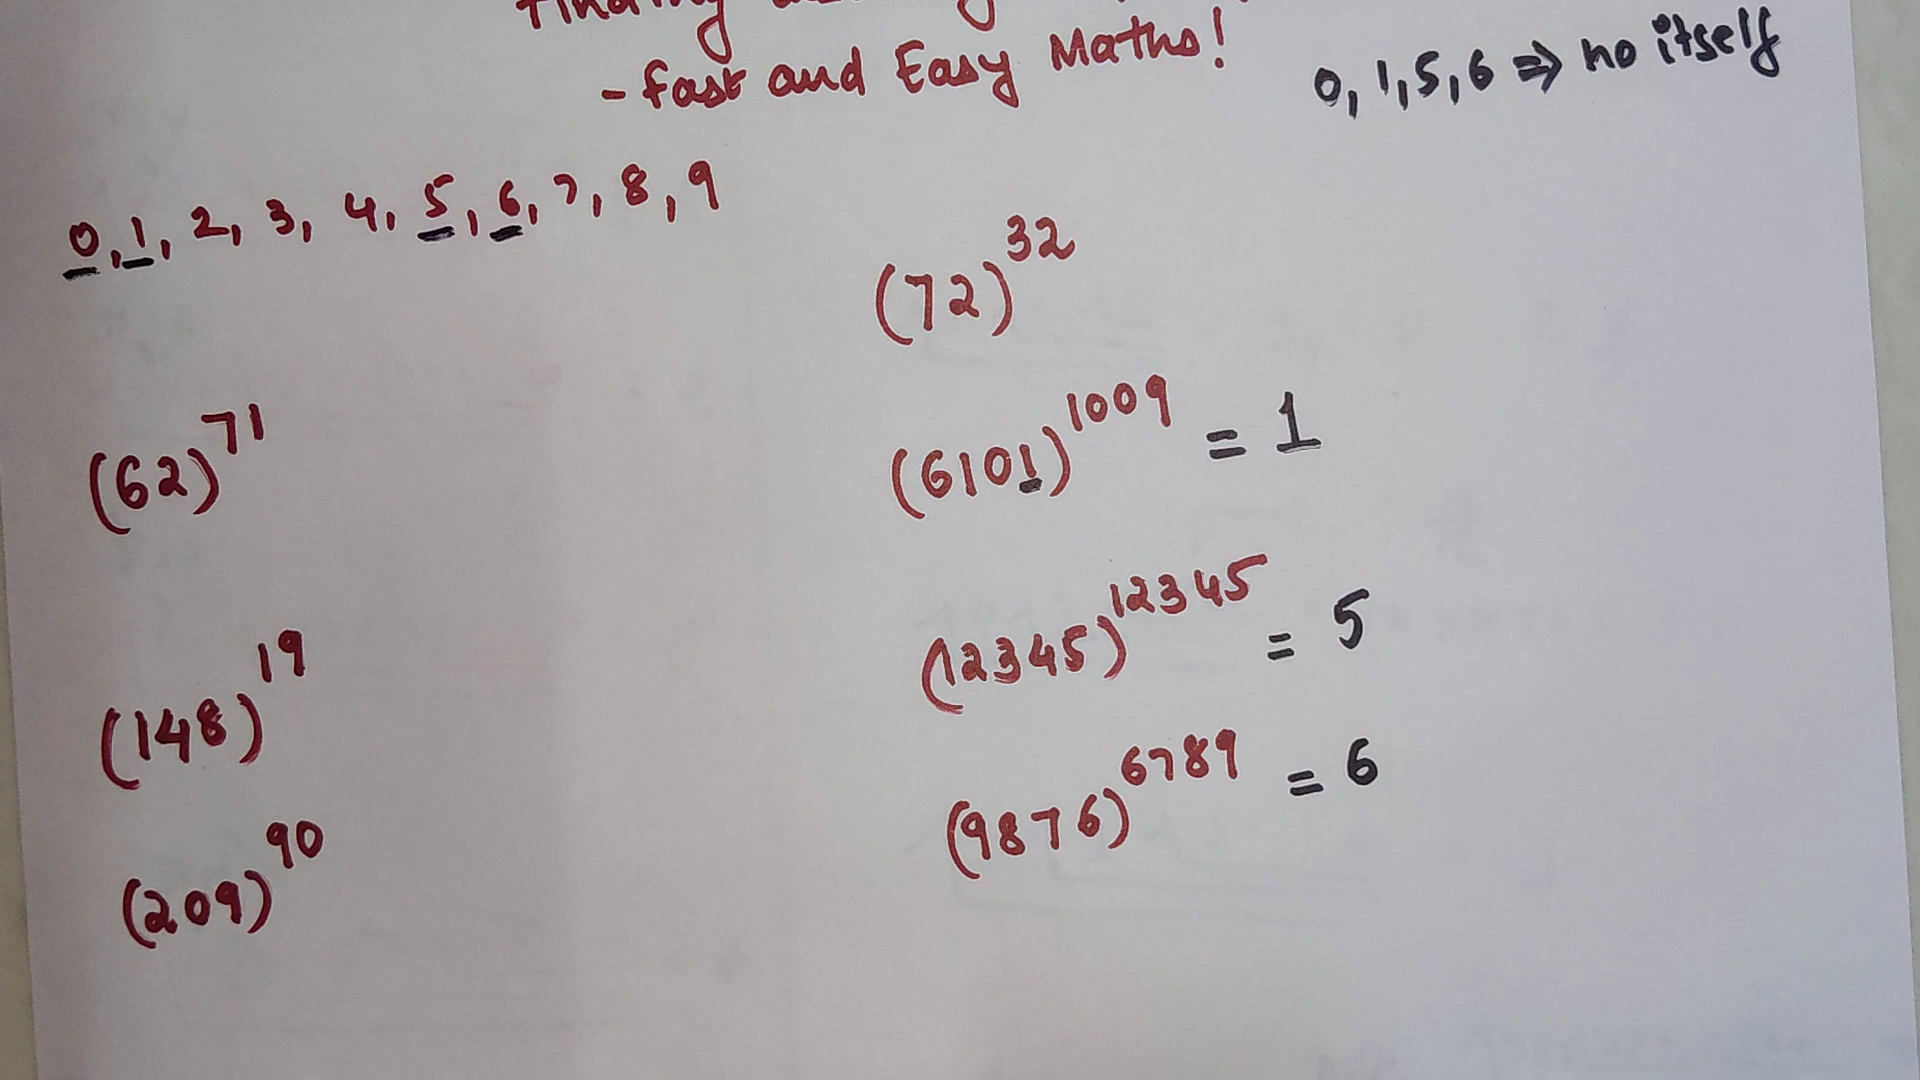 Finding
- fast and Easy Maths!
0, 1, 5, 6 ⇒ no itself
0, 1, 2, 3, 4, 5, 6, 7, 8, 9
(72)^32
(62)^71
(6101)^1009 = 1
(12345)^12345 = 5
(148)^19
(9876)^6789 = 6
(209)^90